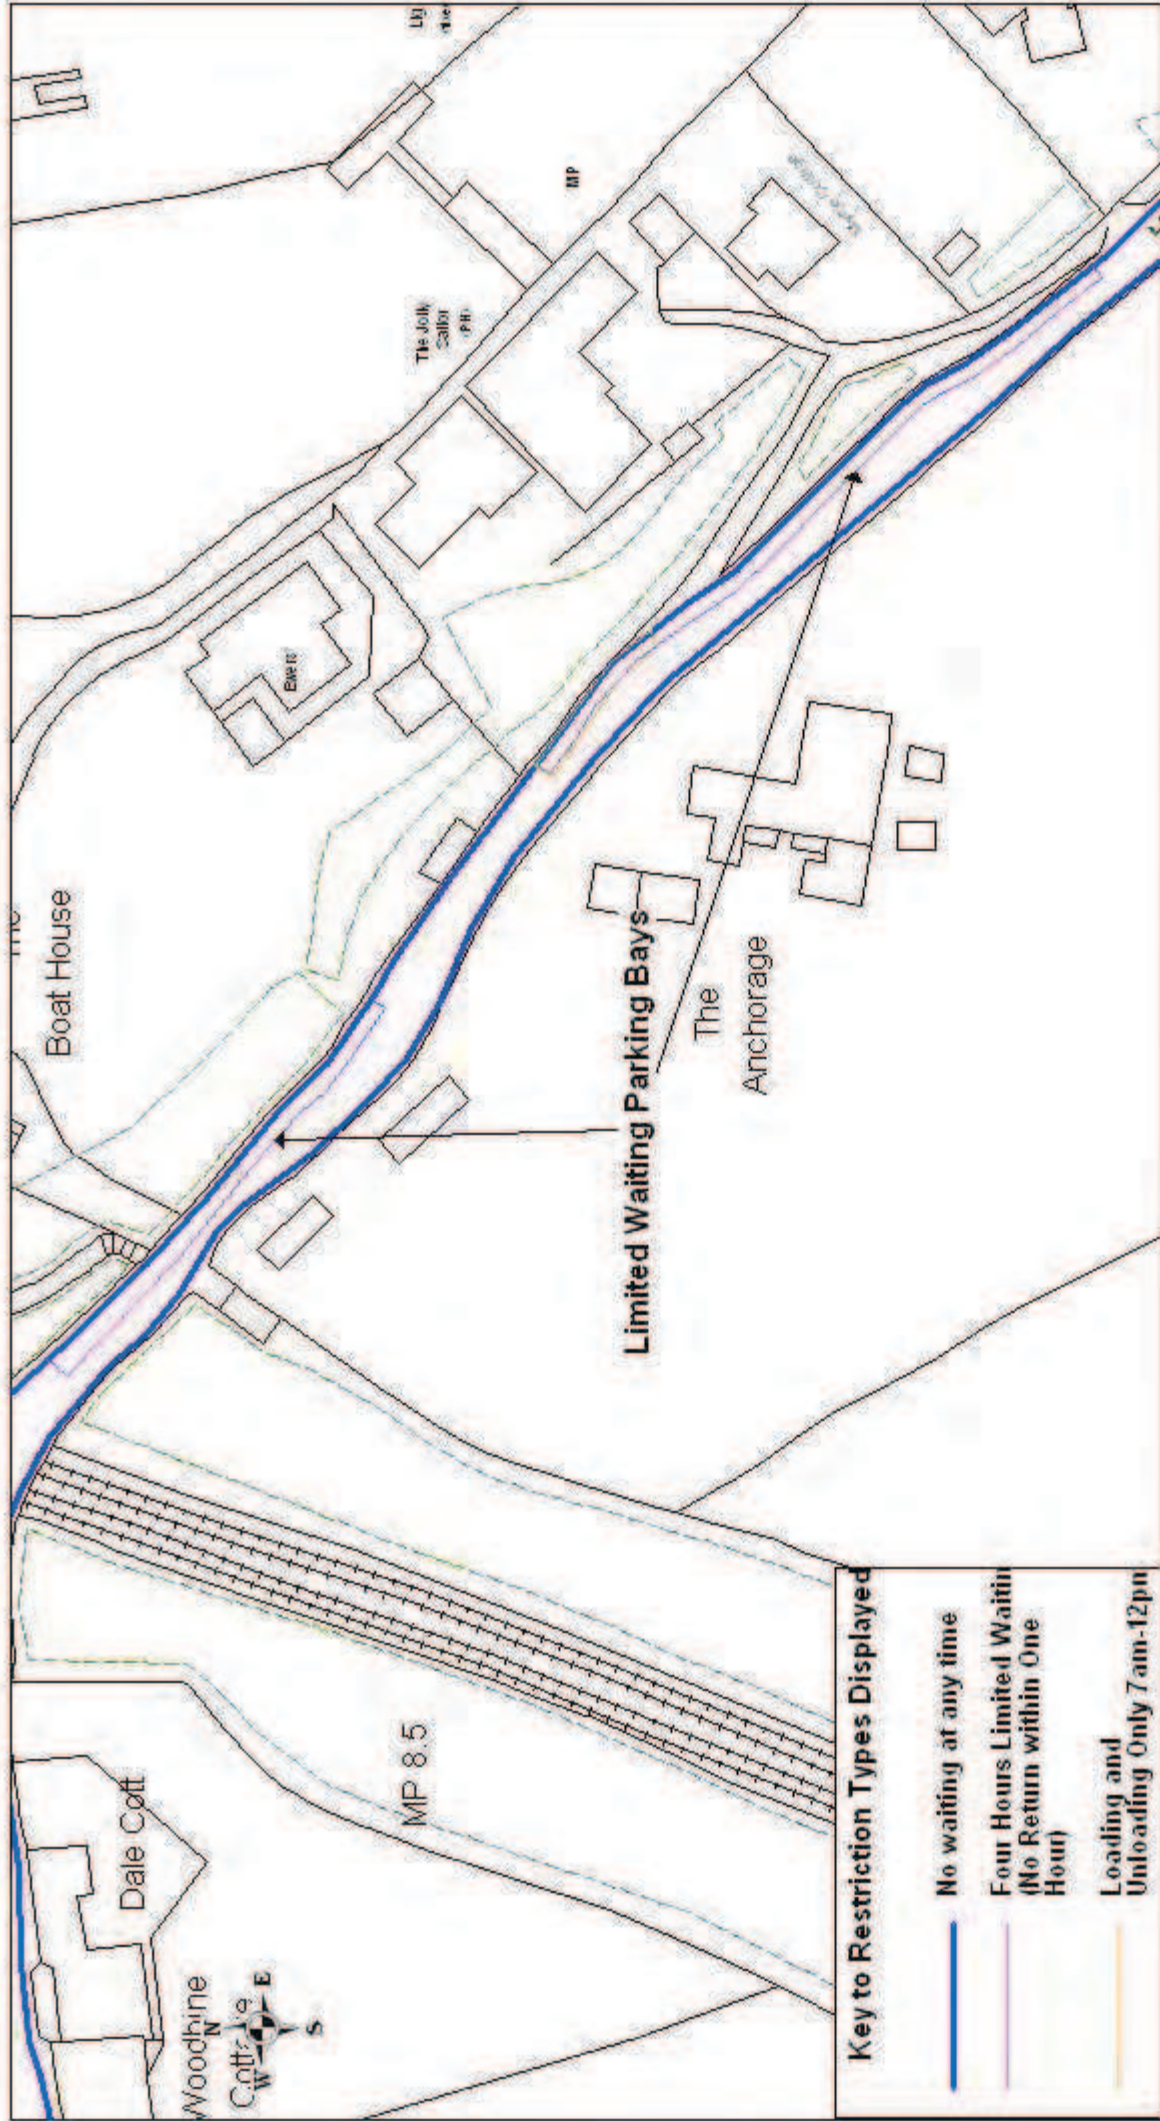 Boat House
The Jolly
Sailor
(PH)
MP
Limited Waiting Parking Bays
The
Anchorage
Dale Cott
MP 8.5
Woodbine
Cottage
N
W
E
S
Key to Restriction Types Displayed
No waiting at any time
Four Hours Limited Waitin
(No Return within One
Hour)
Loading and
Unloading Only 7am-12pm